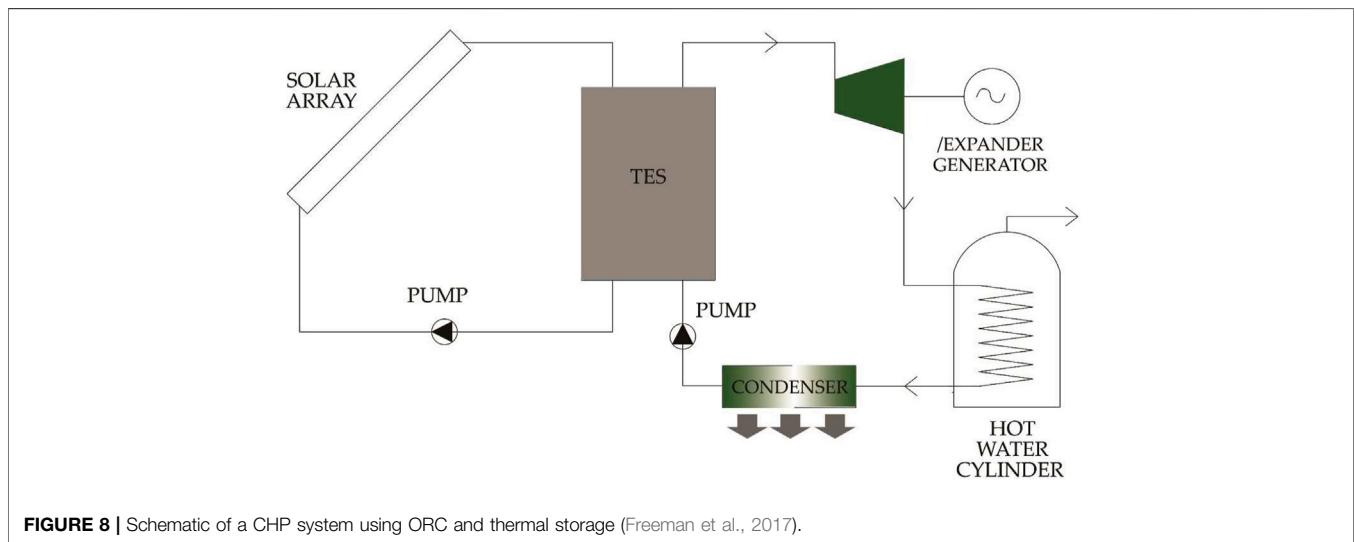 SOLAR
ARRAY
TES
/EXPANDER
GENERATOR
PUMP
PUMP
CONDENSER
HOT
WATER
CYLINDER
FIGURE 8 | Schematic of a CHP system using ORC and thermal storage (Freeman et al., 2017).